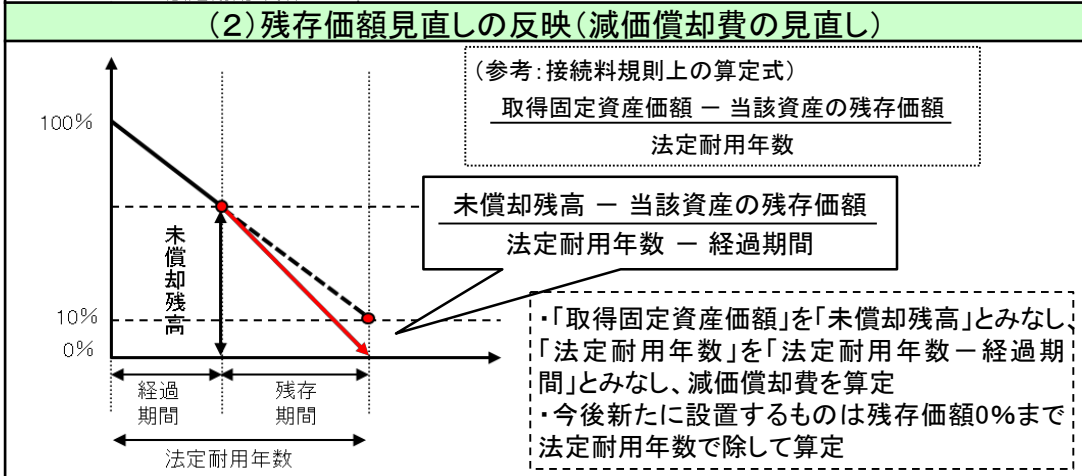 (2)残存価額見直しの反映(減価償却費の見直し)
(参考:接続料規則上の算定式)
取得固定資産価額 － 当該資産の残存価額
法定耐用年数
100%
未償却残高 － 当該資産の残存価額
法定耐用年数 － 経過期間
未償却残高
10%
0%
・「取得固定資産価額」を「未償却残高」とみなし、
「法定耐用年数」を「法定耐用年数－経過期
間」とみなし、減価償却費を算定
・今後新たに設置するものは残存価額0%まで
法定耐用年数で除して算定
経過
期間
残存
期間
法定耐用年数